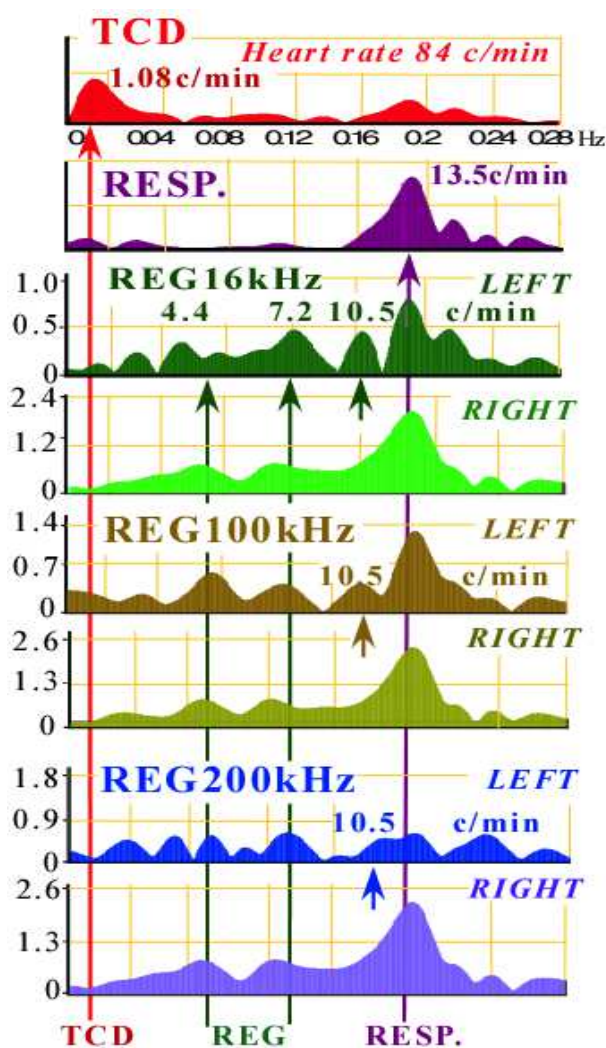 TCD
Heart rate 84 c/min
1.08c/min
0 0.04 0.08 0.12 0.16 0.2 0.24 0.28 Hz
RESP.
13.5c/min
REG16kHz LEFT
1.0
4.4 7.2 10.5 c/min
0.5
0
2.4
RIGHT
1.2
0
1.4
REG100kHz LEFT
0.7
10.5 c/min
0
2.6
RIGHT
1.3
0
1.8
REG200kHz LEFT
0.9
10.5 c/min
0
2.6
RIGHT
1.3
0
TCD REG RESP.